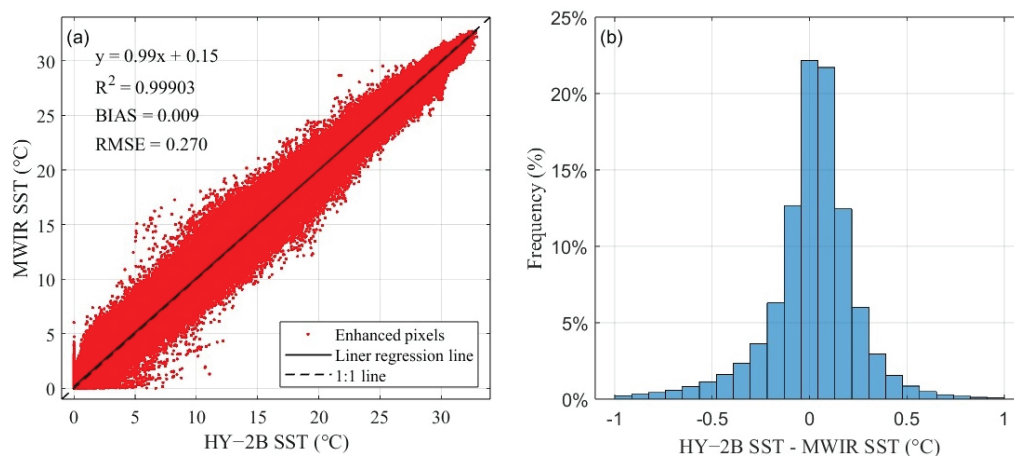 (a)
y = 0.99x + 0.15
R² = 0.99903
BIAS = 0.009
RMSE = 0.270
MWIR SST (°C)
30
25
20
15
10
5
0
Enhanced pixels
Liner regression line
1:1 line
0 5 10 15 20 25 30
HY−2B SST (°C)
(b)
Frequency (%)
25%
20%
15%
10%
5%
0%
-1 -0.5 0 0.5 1
HY−2B SST - MWIR SST (°C)